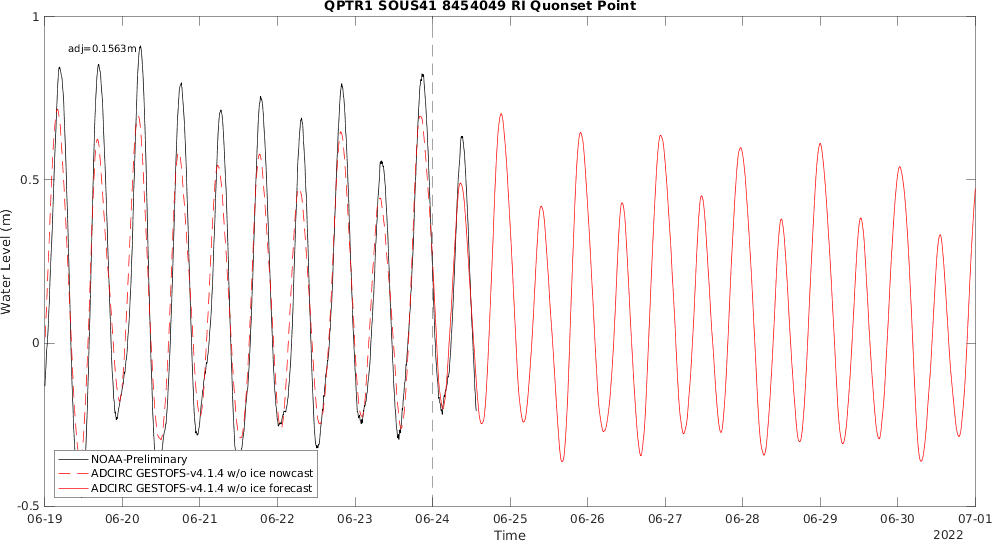 QPTR1 SOUS41 8454049 RI Quonset Point
adj=0.1563m
Water Level (m)
1
0.5
0
-0.5
NOAA-Preliminary
ADCIRC GESTOFS-v4.1.4 w/o ice nowcast
ADCIRC GESTOFS-v4.1.4 w/o ice forecast
06-19 06-20 06-21 06-22 06-23 06-24 06-25 06-26 06-27 06-28 06-29 06-30 07-01
Time
2022